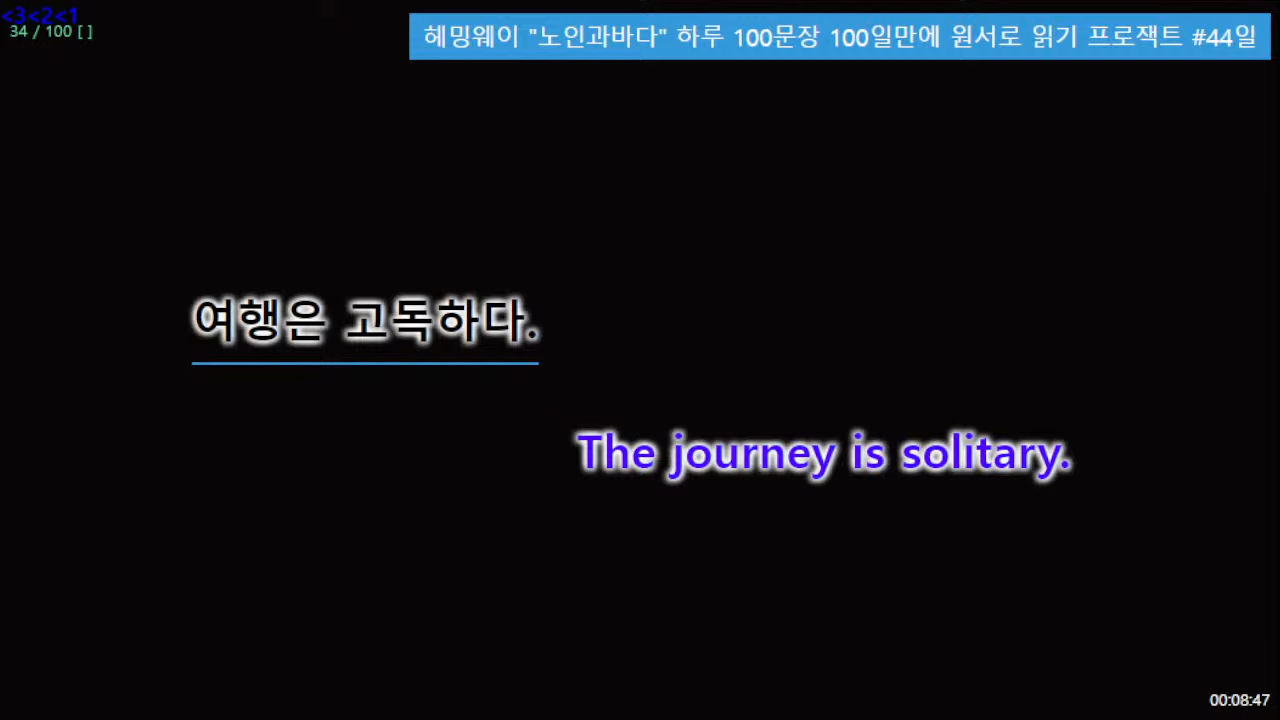 <3<2<1
34 / 100 [ ]
헤밍웨이 "노인과바다" 하루 100문장 100일만에 원서로 읽기 프로잭트 #44일
여행은 고독하다.
The journey is solitary.
00:08:47